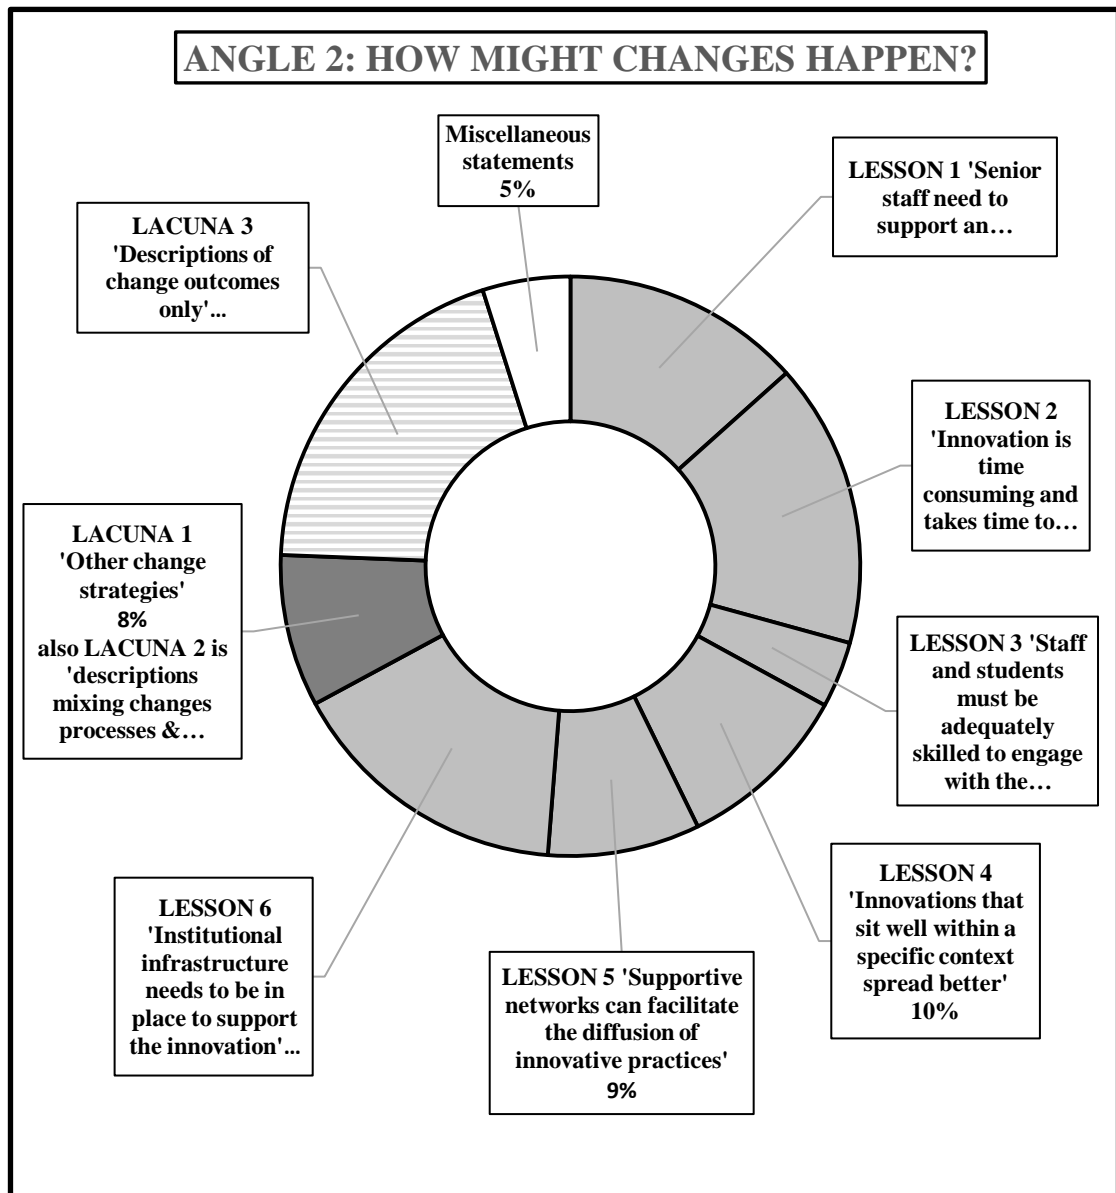 ANGLE 2: HOW MIGHT CHANGES HAPPEN?
Miscellaneous
statements
5%
LESSON 1 'Senior
staff need to
support an…
LESSON 2
'Innovation is
time
consuming and
takes time to…
LESSON 3 'Staff
and students
must be
adequately
skilled to engage
with the…
LESSON 4
'Innovations that
sit well within a
specific context
spread better'
10%
LESSON 5 'Supportive
networks can facilitate
the diffusion of
innovative practices'
9%
LESSON 6
'Institutional
infrastructure
needs to be in
place to support
the innovation'...
LACUNA 1
'Other change
strategies'
8%
also LACUNA 2 is
'descriptions
mixing changes
processes &…
LACUNA 3
'Descriptions of
change outcomes
only'...